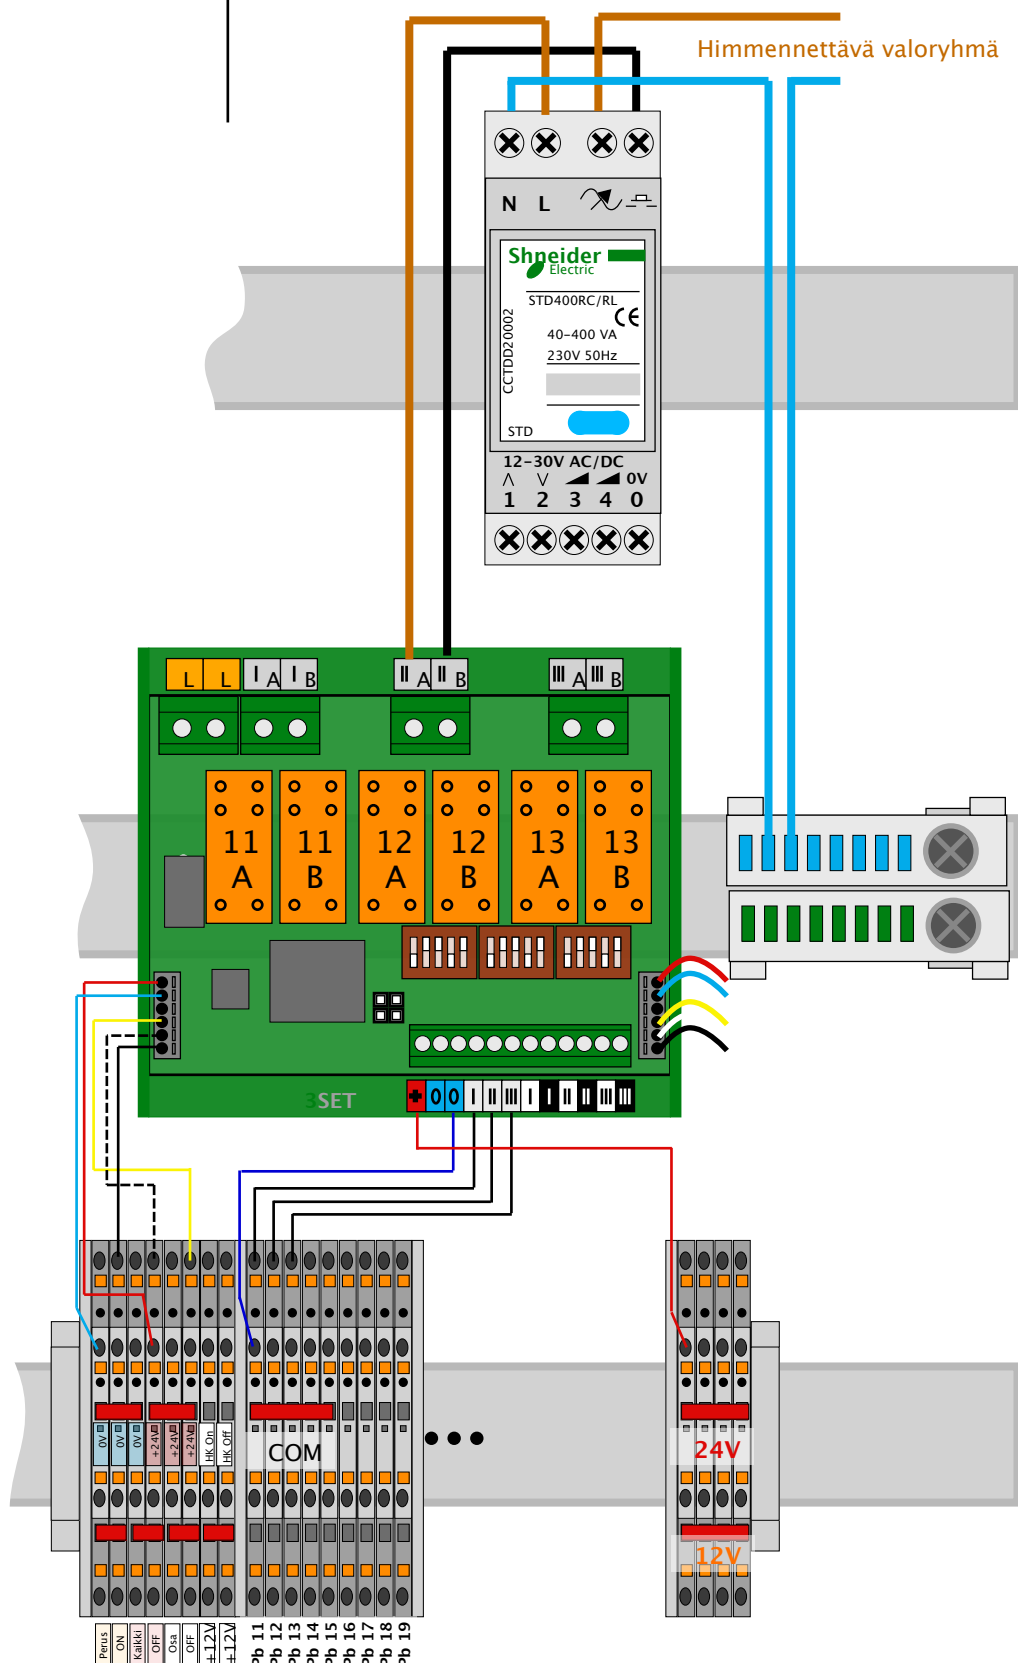 Himmennettävä valoryhmä
N L
Shneider
Electric
STD400RC/RL
CE
40-400 VA
230V 50Hz
CCTDD20002
STD
12-30V AC/DC
0V
1 2 3 4 0
L L I A I B II A II B III A III B
11 A
11 B
12 A
12 B
13 A
13 B
3SET
+ 0 0 I II III I I II II III III
0V
0V
0V
+24V
+24V
+24V
HK On
HK Off
COM
24V
12V
Perus
ON
Kaikki
OFF
Osa
OFF
+12V
+12V
Pb 11
Pb 12
Pb 13
Pb 14
Pb 15
Pb 16
Pb 17
Pb 18
Pb 19